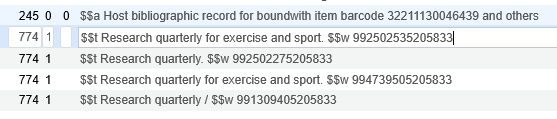 245 0 0 $$a Host bibliographic record for boundwith item barcode 32211130046439 and others
774 1 $$t Research quarterly for exercise and sport. $$w 992502535205833
774 1 $$t Research quarterly. $$w 992502275205833
774 1 $$t Research quarterly for exercise and sport. $$w 994739505205833
774 1 $$t Research quarterly / $$w 991309405205833